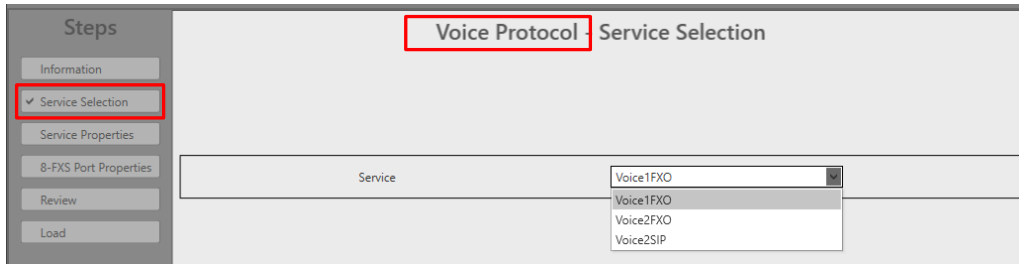 Steps
Voice Protocol - Service Selection
Information
✔ Service Selection
Service Properties
8-FXS Port Properties
Review
Load
Service
Voice1FXO
Voice1FXO
Voice2FXO
Voice2SIP